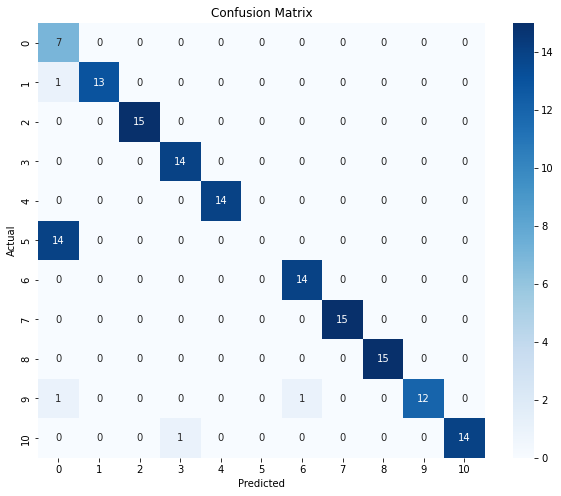 Confusion Matrix
0 7 0 0 0 0 0 0 0 0 0 0
1 1 13 0 0 0 0 0 0 0 0 0
2 0 0 15 0 0 0 0 0 0 0 0
3 0 0 0 14 0 0 0 0 0 0 0
4 0 0 0 0 14 0 0 0 0 0 0
5 14 0 0 0 0 0 0 0 0 0 0
6 0 0 0 0 0 0 14 0 0 0 0
7 0 0 0 0 0 0 0 15 0 0 0
8 0 0 0 0 0 0 0 0 15 0 0
9 1 0 0 0 0 0 1 0 0 12 0
10 0 0 0 1 0 0 0 0 0 0 14
0 1 2 3 4 5 6 7 8 9 10
Predicted
Actual
14
12
10
8
6
4
2
0